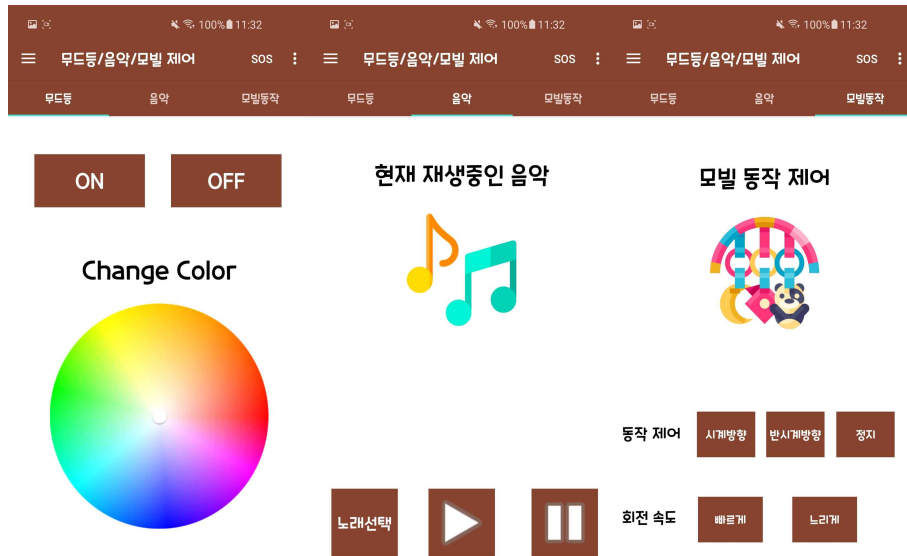 100% 11:32
무드등/음악/모빌 제어 SOS
무드등 음악 모빌동작
ON OFF
Change Color
100% 11:32
무드등/음악/모빌 제어 SOS
무드등 음악 모빌동작
현재 재생중인 음악
노래선택
100% 11:32
무드등/음악/모빌 제어 SOS
무드등 음악 모빌동작
모빌 동작 제어
동작 제어 시계방향 반시계방향 정지
회전 속도 빠르게 느리게